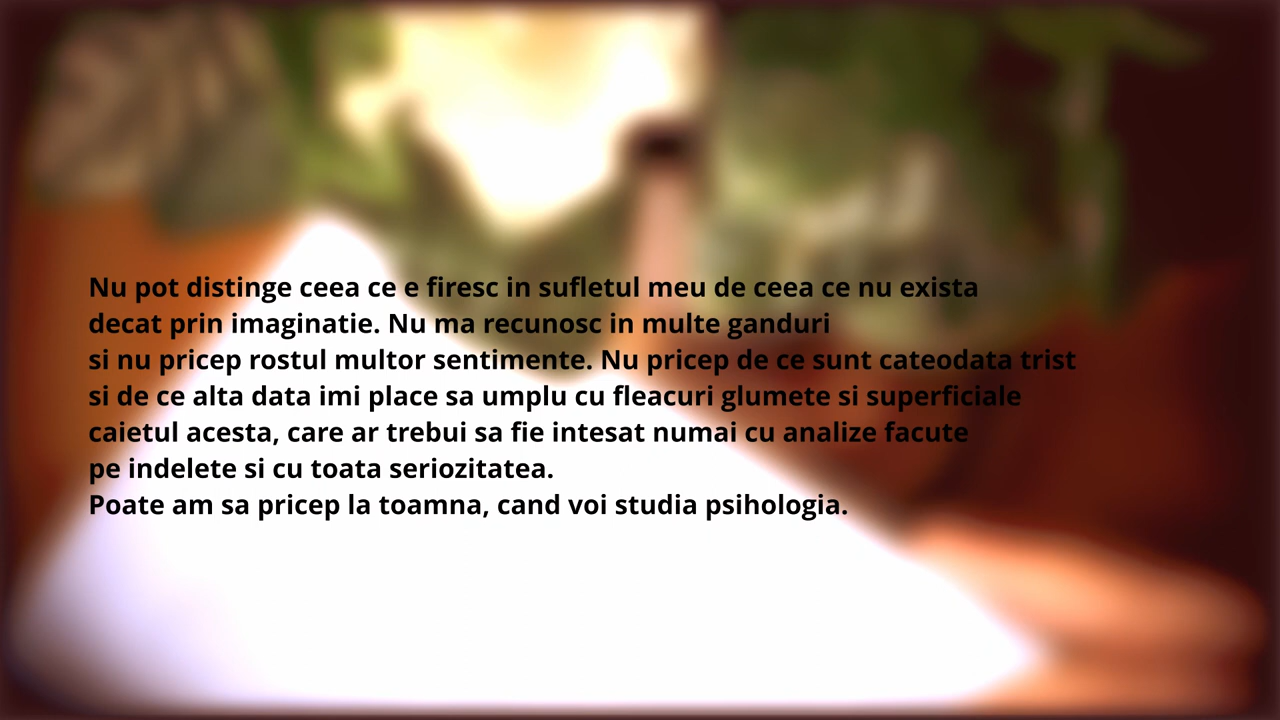 Nu pot distinge ceea ce e firesc in sufletul meu de ceea ce nu exista
decat prin imaginatie. Nu ma recunosc in multe ganduri
si nu pricep rostul multor sentimente. Nu pricep de ce sunt cateodata trist
si de ce alta data imi place sa umplu cu fleacuri glumete si superficiale
caietul acesta, care ar trebui sa fie intesat numai cu analize facute
pe indelete si cu toata seriozitatea.
Poate am sa pricep la toamna, cand voi studia psihologia.